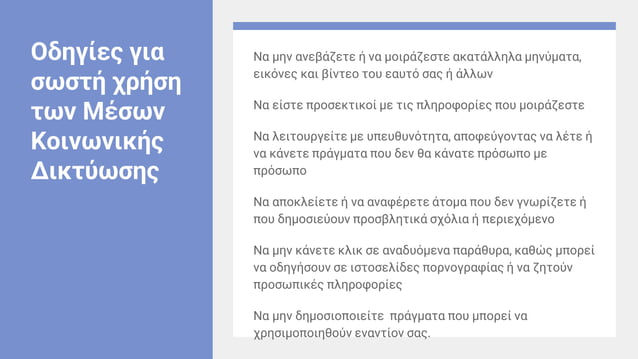 Οδηγίες για
σωστή χρήση
των Μέσων
Κοινωνικής
Δικτύωσης
Να μην ανεβάζετε ή να μοιράζεστε ακατάλληλα μηνύματα,
εικόνες και βίντεο του εαυτό σας ή άλλων
Να είστε προσεκτικοί με τις πληροφορίες που μοιράζεστε
Να λειτουργείτε με υπευθυνότητα, αποφεύγοντας να λέτε ή
να κάνετε πράγματα που δεν θα κάνατε πρόσωπο με
πρόσωπο
Να αποκλείετε ή να αναφέρετε άτομα που δεν γνωρίζετε ή
που δημοσιεύουν προσβλητικά σχόλια ή περιεχόμενο
Να μην κάνετε κλικ σε αναδυόμενα παράθυρα, καθώς μπορεί
να οδηγήσουν σε ιστοσελίδες πορνογραφίας ή να ζητούν
προσωπικές πληροφορίες
Να μην δημοσιοποιείτε  πράγματα που μπορεί να
χρησιμοποιηθούν εναντίον σας.